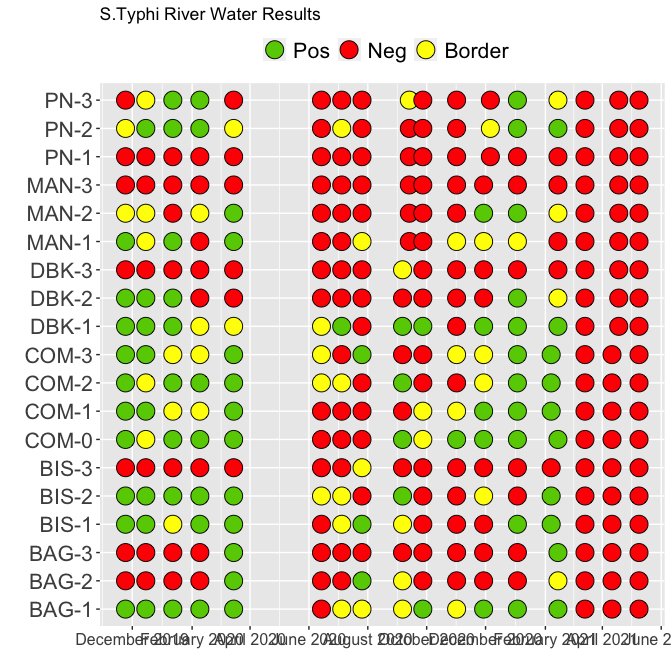 S.Typhi River Water Results
Pos Neg Border
PN-3
PN-2
PN-1
MAN-3
MAN-2
MAN-1
DBK-3
DBK-2
DBK-1
COM-3
COM-2
COM-1
COM-0
BIS-3
BIS-2
BIS-1
BAG-3
BAG-2
BAG-1
December 2019 February 2020 April 2020 June 2020 August 2020 October 2020 December 2020 February 2021 April 2021 June 2